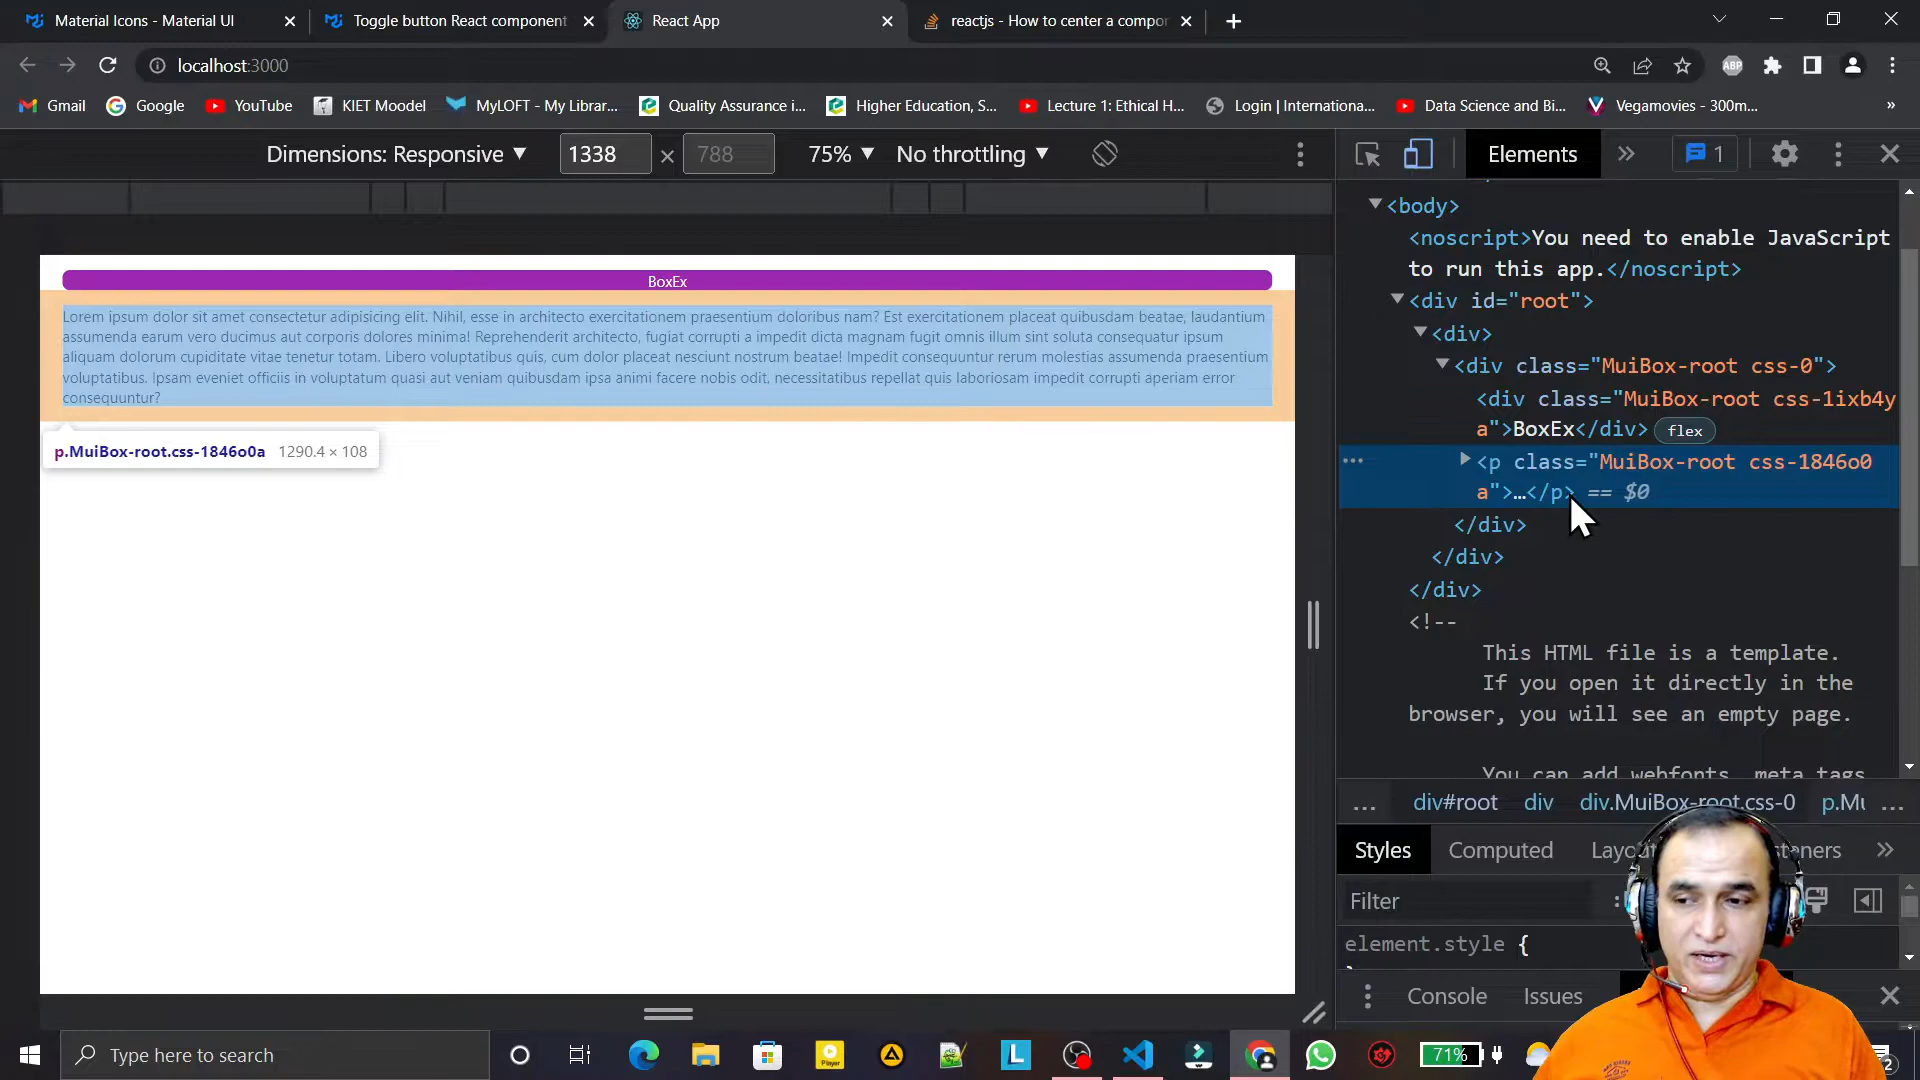 Material Icons - Material UI
Toggle button React component
React App
reactjs - How to center a compon
localhost:3000
ABP
Gmail
Google
YouTube
KIET Moodel
MyLOFT - My Librar...
Quality Assurance i...
Higher Education, S...
Lecture 1: Ethical H...
Login | Internationa...
Data Science and Bi...
Vegamovies - 300m...
»
Dimensions: Responsive ▼ 1338 × 788 75% ▼ No throttling ▼
Elements » 1
BoxEx
Lorem ipsum dolor sit amet consectetur adipisicing elit. Nihil, esse in architecto exercitationem praesentium doloribus nam? Est exercitationem placeat quibusdam beatae, laudantium
assumenda earum vero ducimus aut corporis dolores minima! Reprehenderit architecto, fugiat corrupti a impedit dicta magnam fugit omnis illum sint soluta consequatur ipsum
aliquam dolorum cupiditate vitae tenetur totam. Libero voluptatibus quis, cum dolor placeat nesciunt nostrum beatae! Impedit consequuntur rerum molestias assumenda praesentium
voluptatibus. Ipsam eveniet officiis in voluptatum quasi aut veniam quibusdam ipsa animi facere nobis odit, necessitatibus repellat quis laboriosam impedit corrupti aperiam error
consequuntur?
p.MuiBox-root.css-1846o0a 1290.4 × 108
<body>
<noscript>You need to enable JavaScript
to run this app.</noscript>
<div id="root">
<div>
<div class="MuiBox-root css-0">
<div class="MuiBox-root css-1ixb4y
a">BoxEx</div> flex
<p class="MuiBox-root css-1846o0
a">…</p> == $0
</div>
</div>
</div>
<!--
This HTML file is a template.
If you open it directly in the
browser, you will see an empty page.
You can add webfonts, meta tags
... div#root div div.MuiBox-root.css-0 p.Mu ...
Styles Computed »
Filter
element.style {
Console Issues
Type here to search
Player
L
71%
2